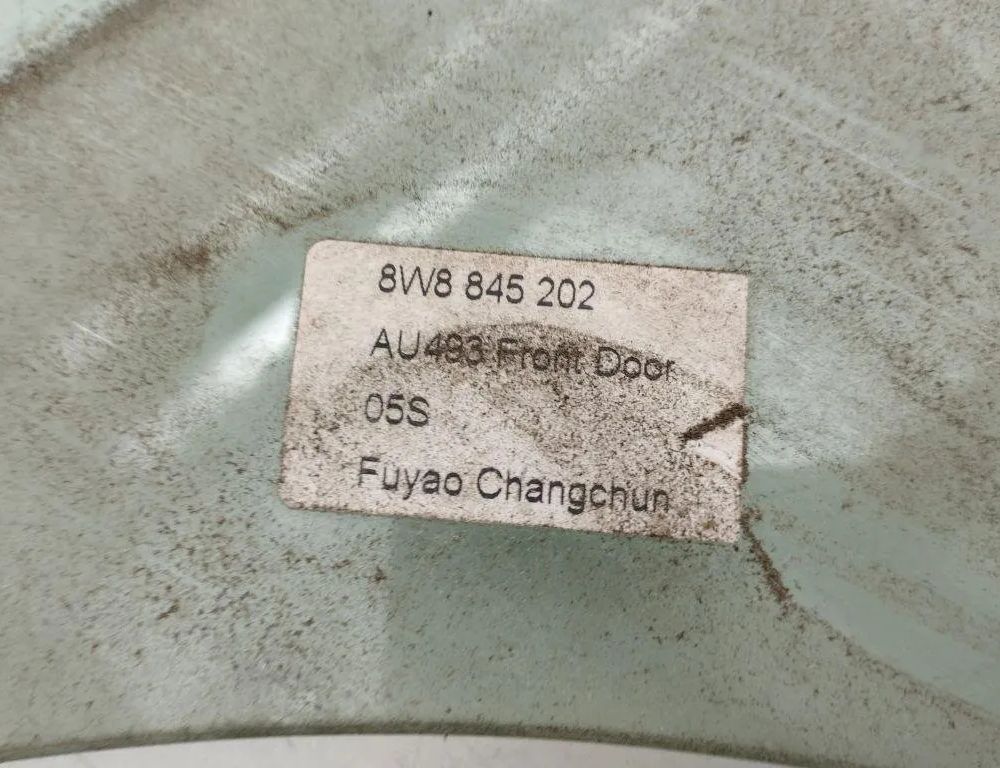 8W8 845 202
AU493 Front Door
05S
Fuyao Changchun